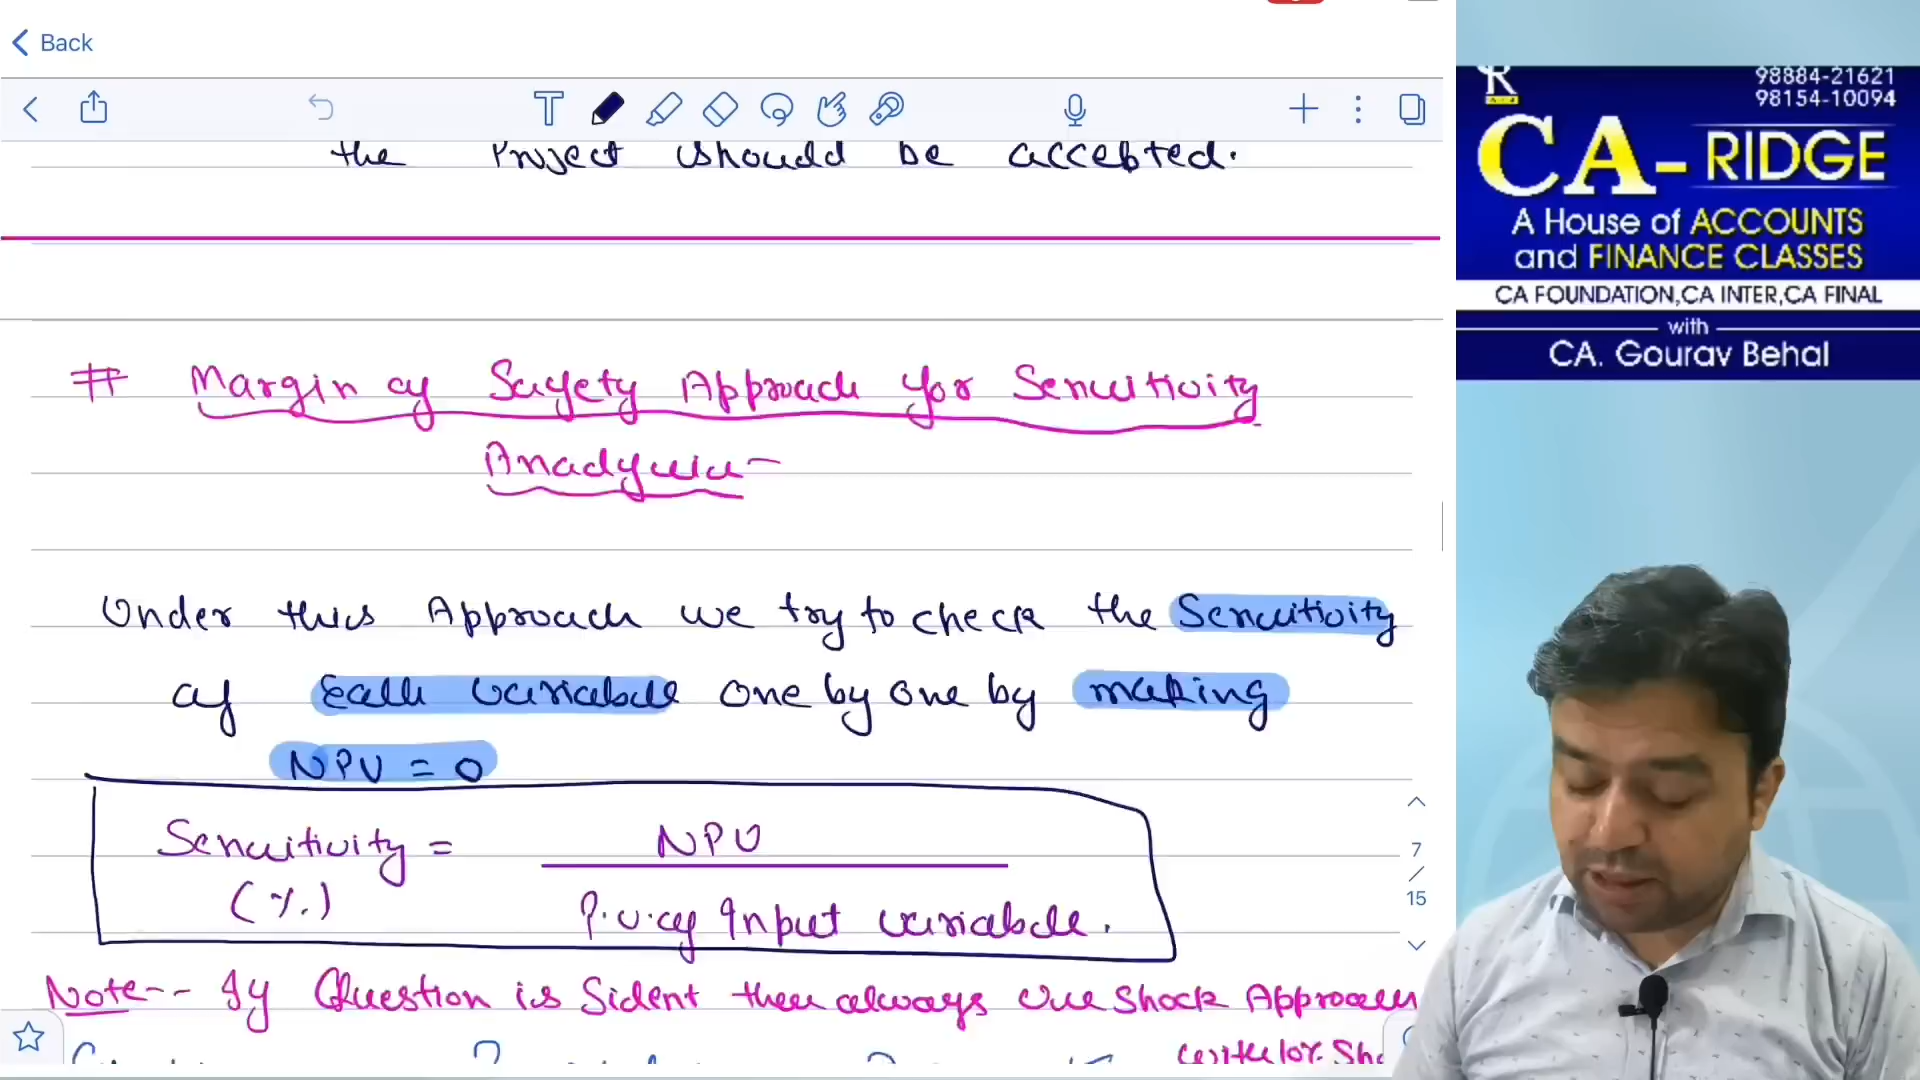 Back
98884-21621
98154-10094
CA- RIDGE
A House of ACCOUNTS
and FINANCE CLASSES
CA FOUNDATION,CA INTER,CA FINAL
with
CA. Gourav Behal
the Project should be accepted.
# Margin of Safety Approach for Sensitivity
Analysis -
Under this Approach we try to check the Sensitivity
of Each variable one by one by making
NPV = 0
Sensitivity = NPV
(%) P.V. of Input variable.
7
/
15
Note-- If Question is Silent then always use Shock Approach
with 10%. Sho